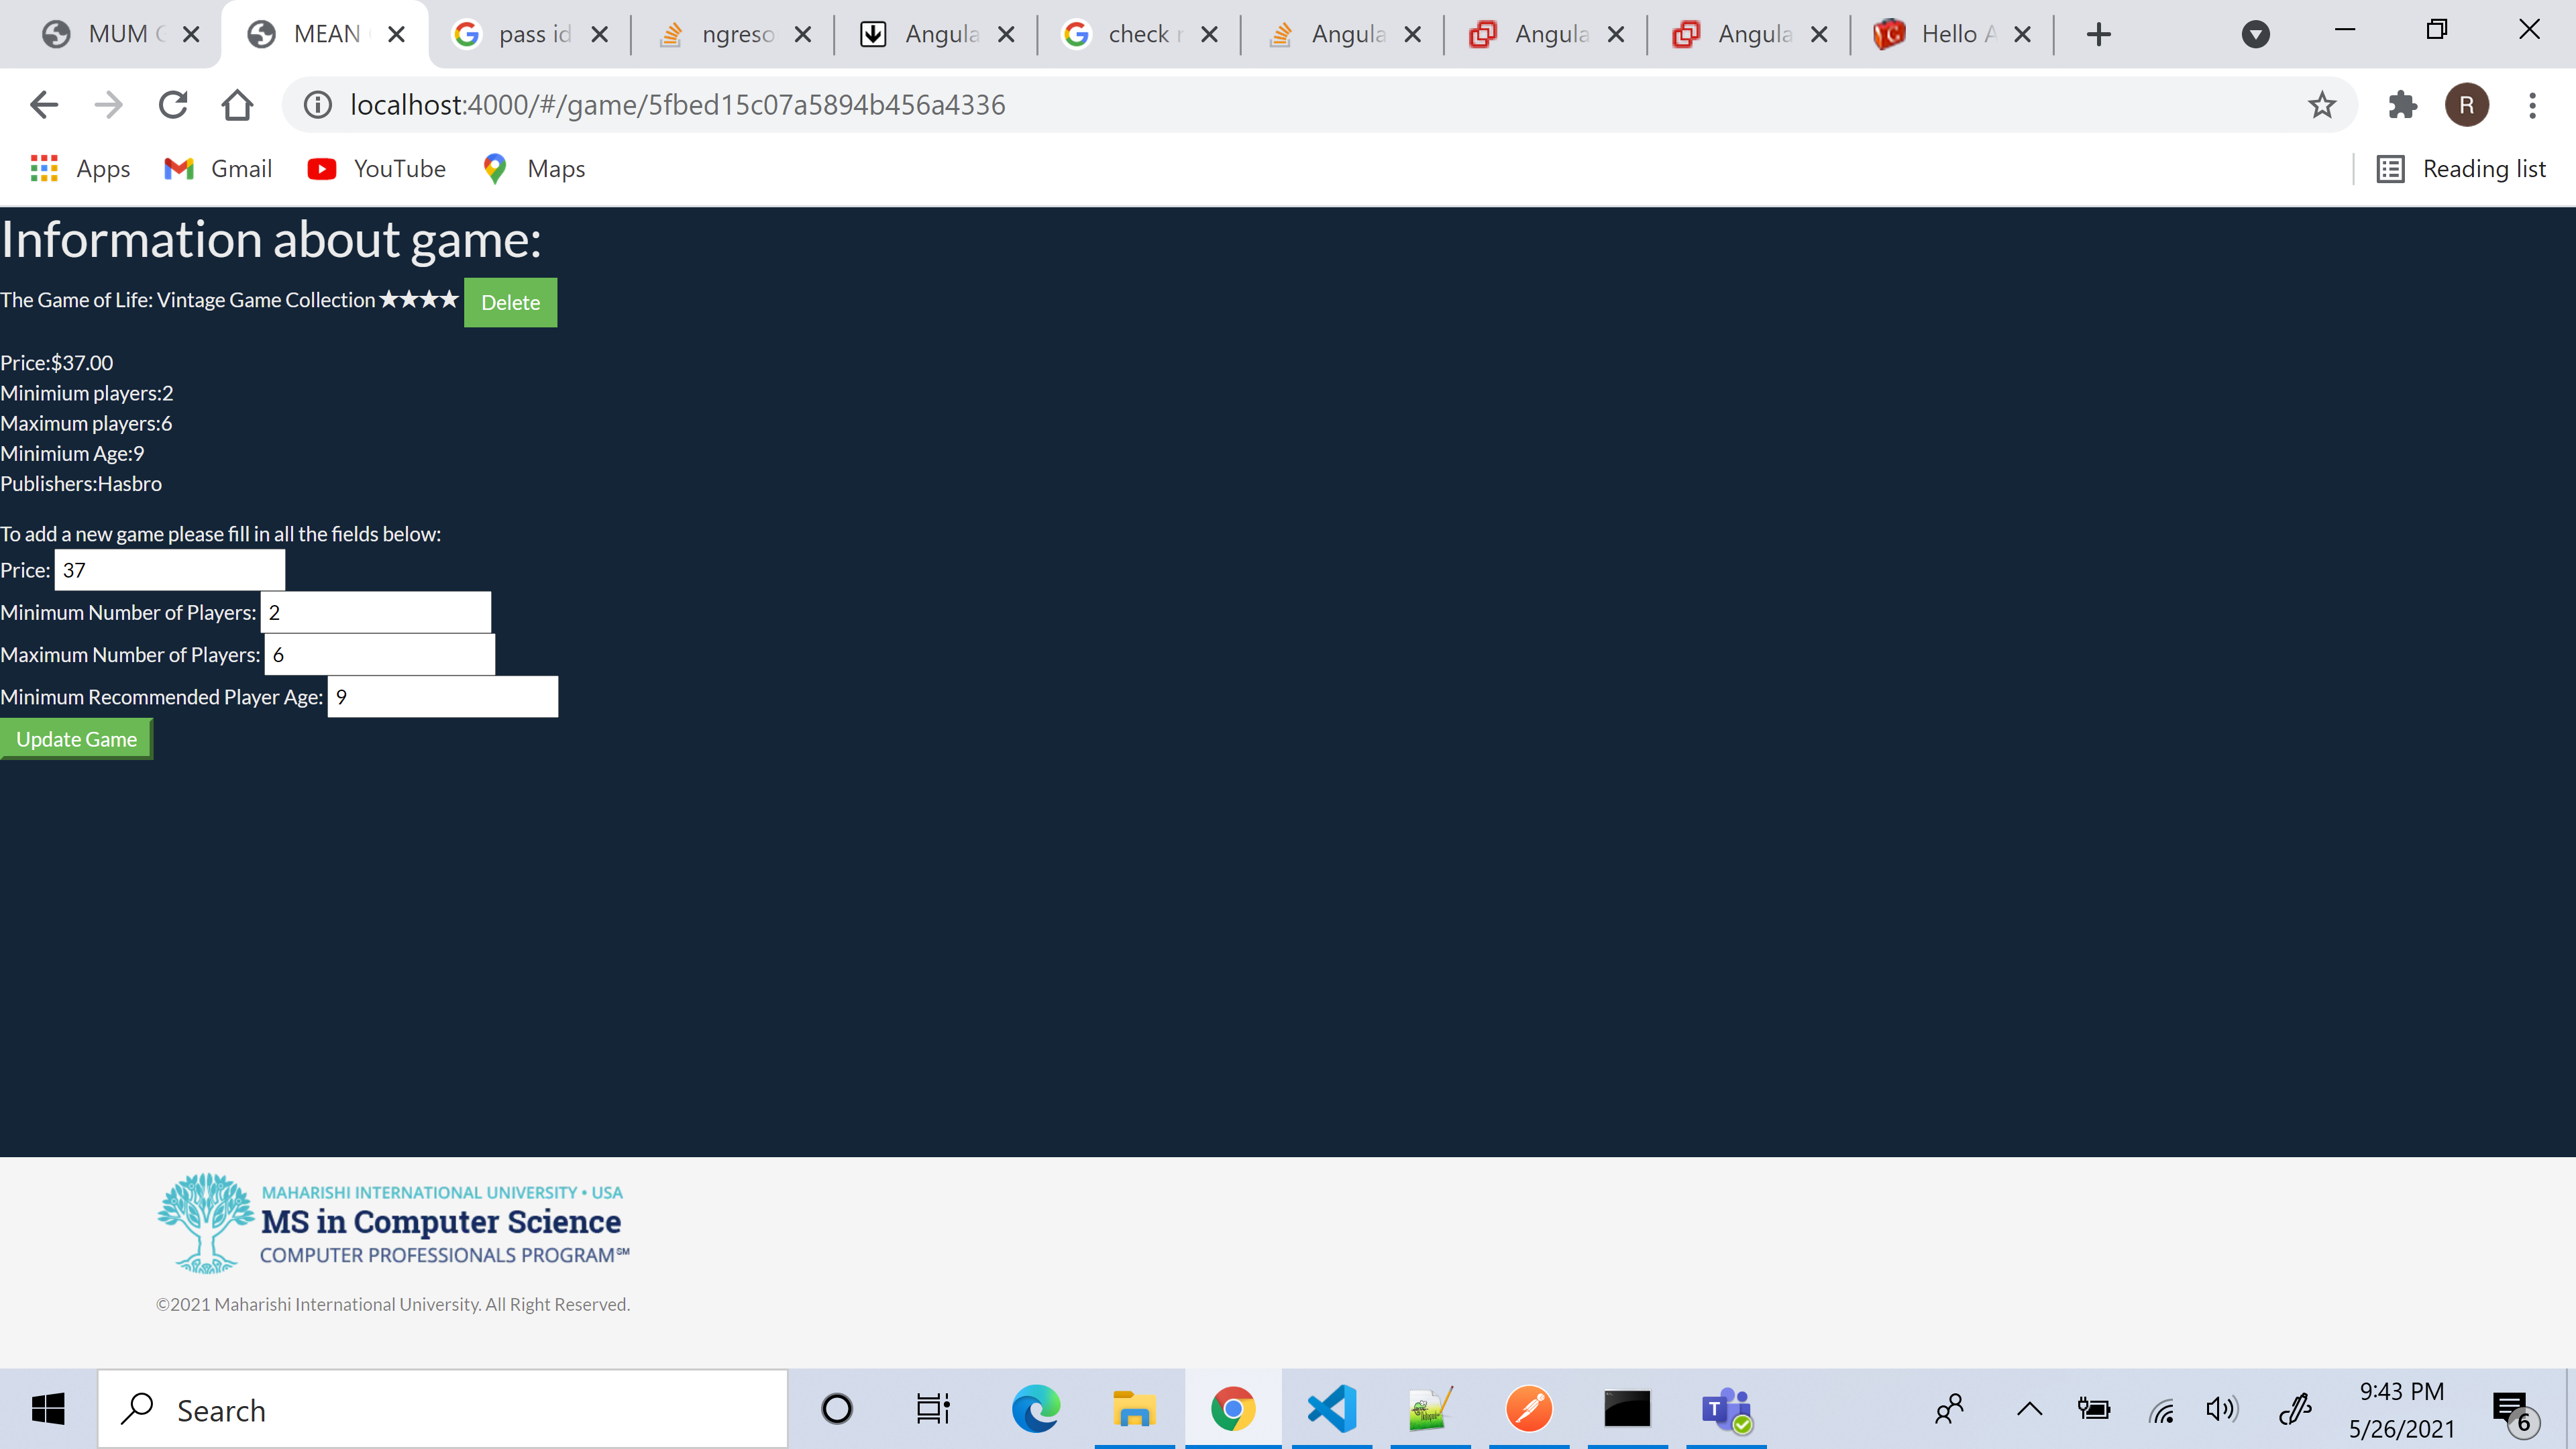 MUM MEAN pass id ngreso Angula check Angula Angula Angula Hello
localhost:4000/#/game/5fbed15c07a5894b456a4336 R
Apps Gmail YouTube Maps Reading list
Information about game:
The Game of Life: Vintage Game Collection ★★★★ Delete
Price:$37.00
Minimium players:2
Maximum players:6
Minimium Age:9
Publishers:Hasbro
To add a new game please fill in all the fields below:
Price: 37
Minimum Number of Players: 2
Maximum Number of Players: 6
Minimum Recommended Player Age: 9
Update Game
MAHARISHI INTERNATIONAL UNIVERSITY • USA
MS in Computer Science
COMPUTER PROFESSIONALS PROGRAM℠
©2021 Maharishi International University. All Right Reserved.
Search
9:43 PM
5/26/2021
6